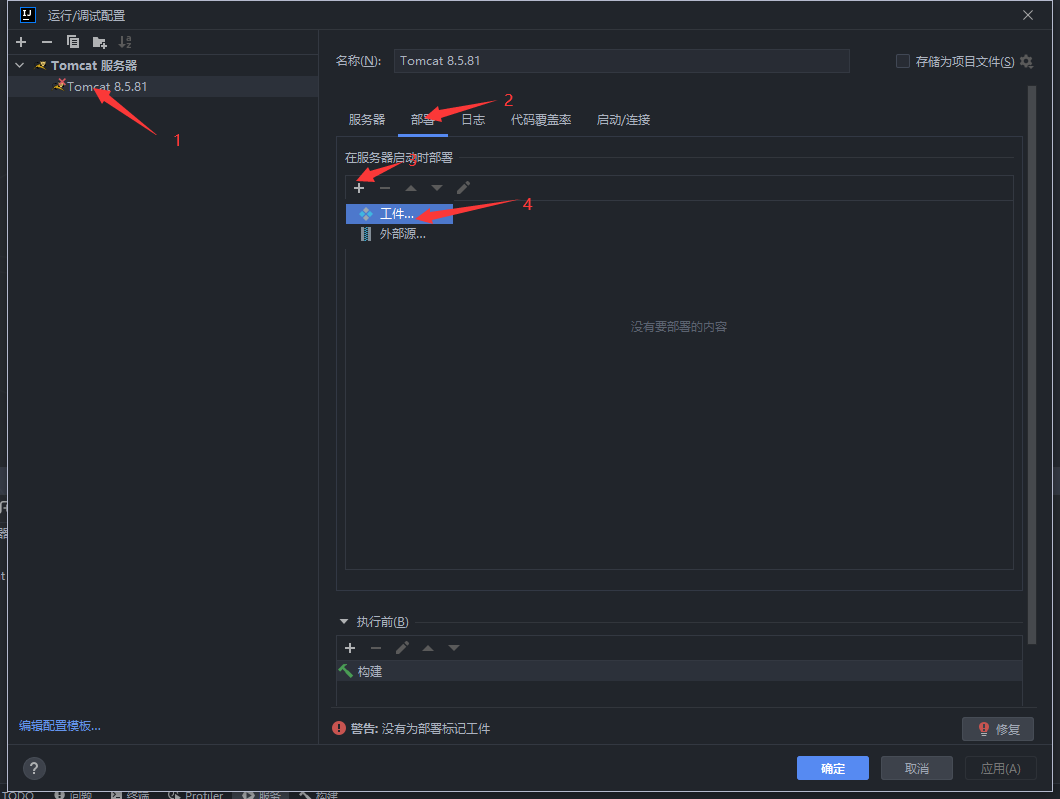 运行/调试配置
Tomcat 服务器
Tomcat 8.5.81
1
名称(N):
Tomcat 8.5.81
存储为项目文件(S)
2
服务器
部署
日志
代码覆盖率
启动/连接
在服务器启动时部署
3
工件...
4
外部源...
没有要部署的内容
执行前(B)
构建
编辑配置模板...
警告: 没有为部署标记工件
修复
?
确定
取消
应用(A)
TODO
问题
终端
Profiler
服务
构建